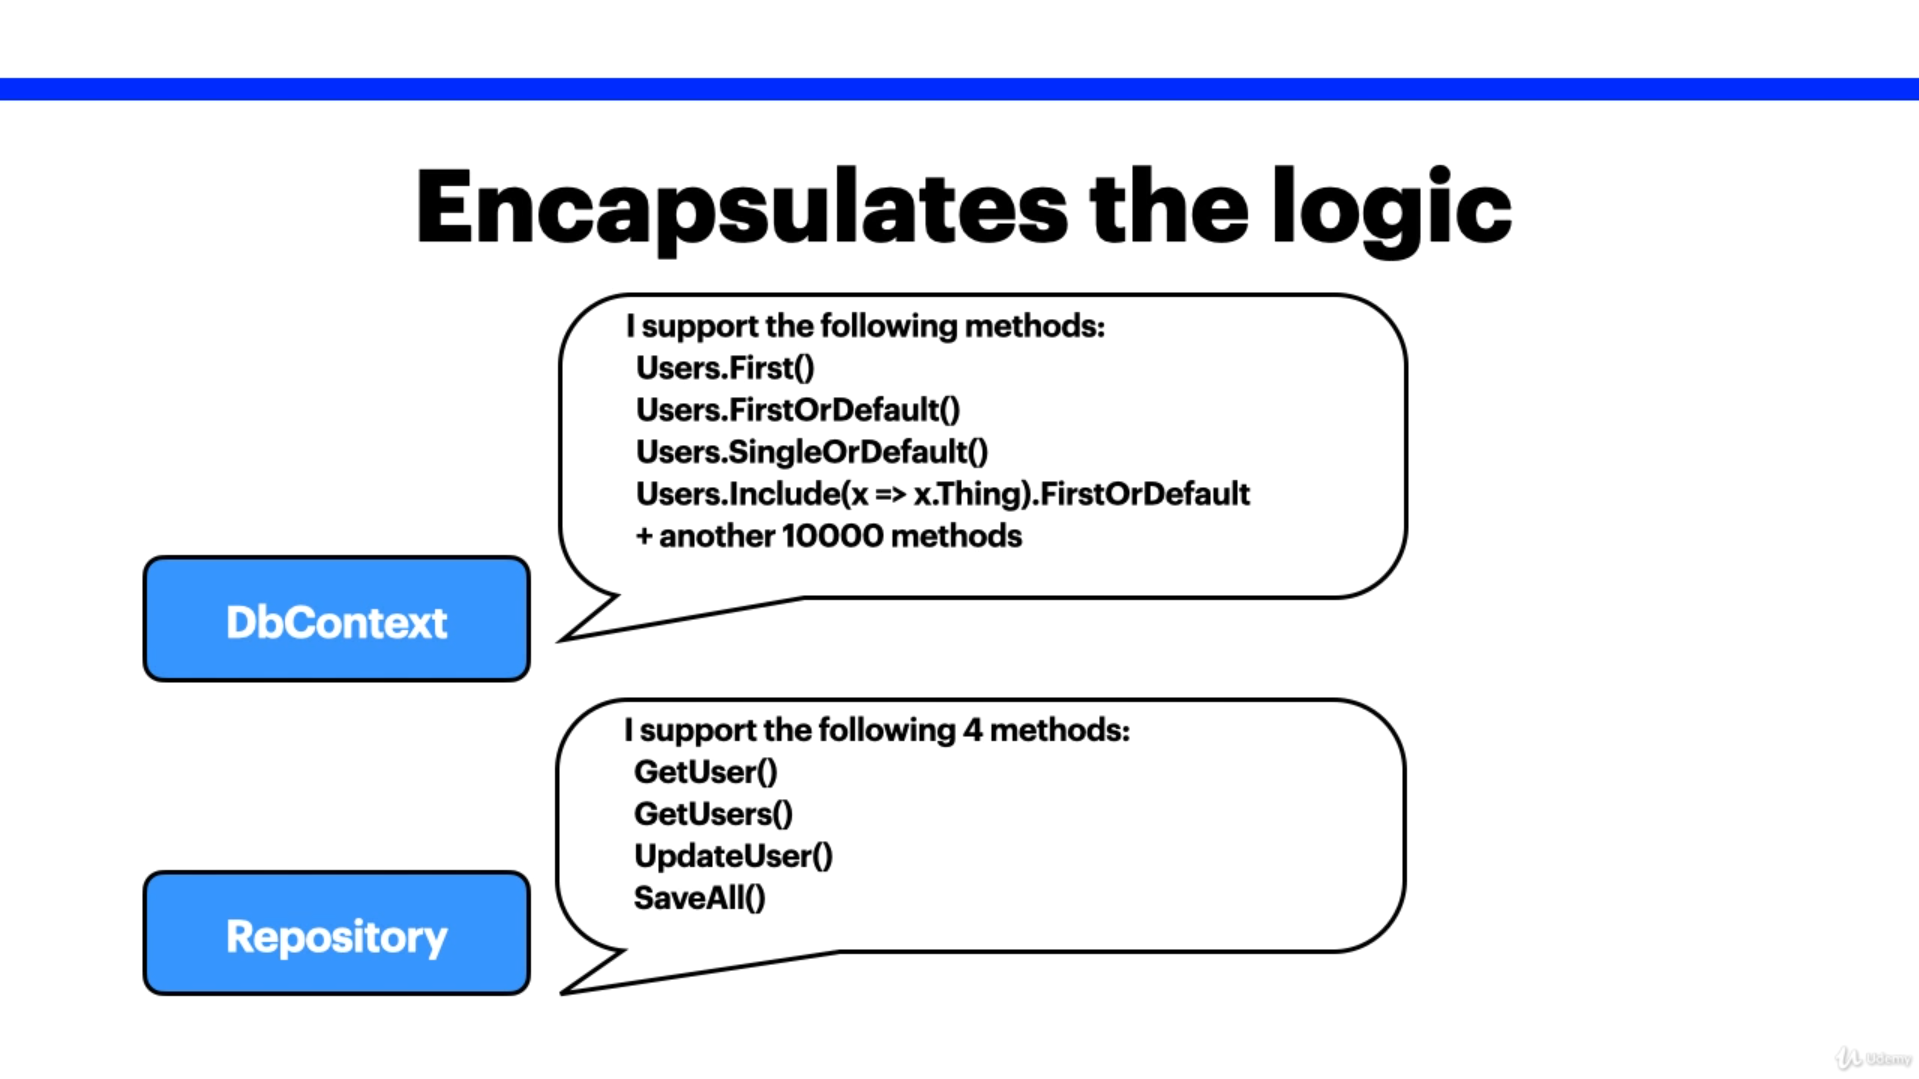 Encapsulates the logic
I support the following methods:
Users.First()
Users.FirstOrDefault()
Users.SingleOrDefault()
Users.Include(x => x.Thing).FirstOrDefault
+ another 10000 methods
DbContext
I support the following 4 methods:
GetUser()
GetUsers()
UpdateUser()
SaveAll()
Repository
Udemy